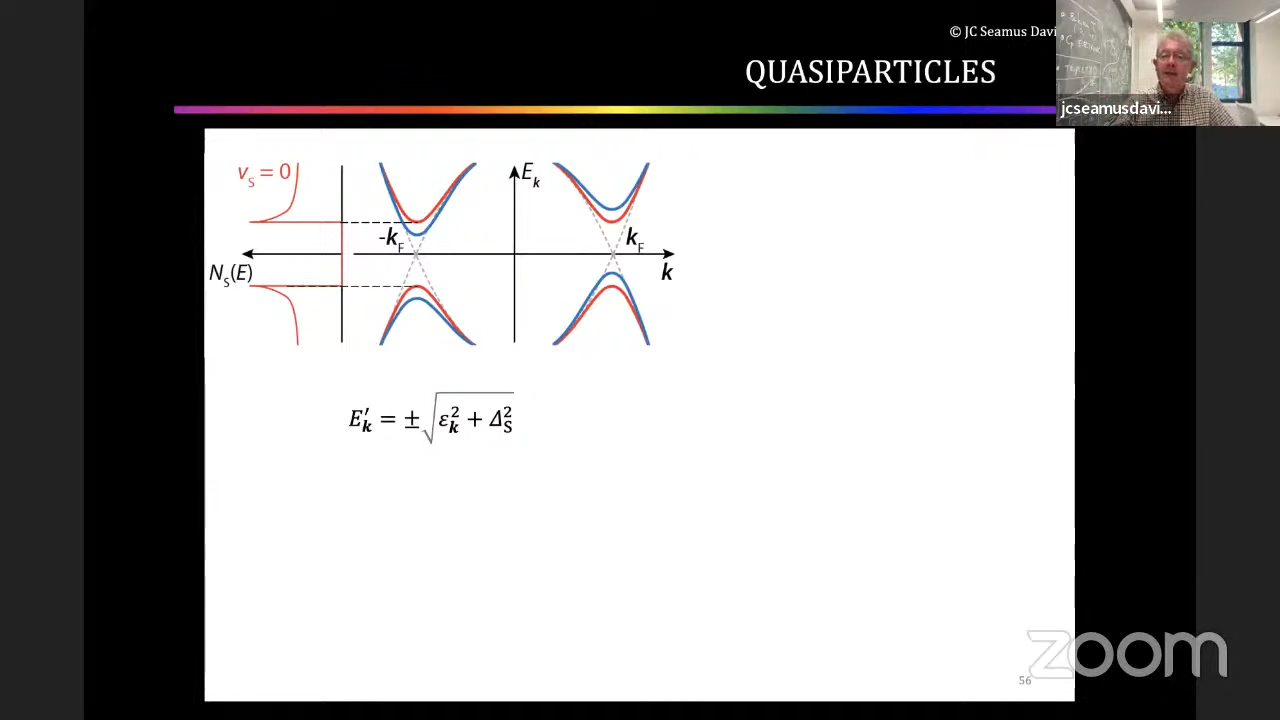 © JC Seamus Davi
QUASIPARTICLES
jcseamusdavi...
v_S = 0
E_k
-k_F
k_F
N_S(E)
k
E′_k = ±√(ε_k² + Δ_S²)
zoom
56